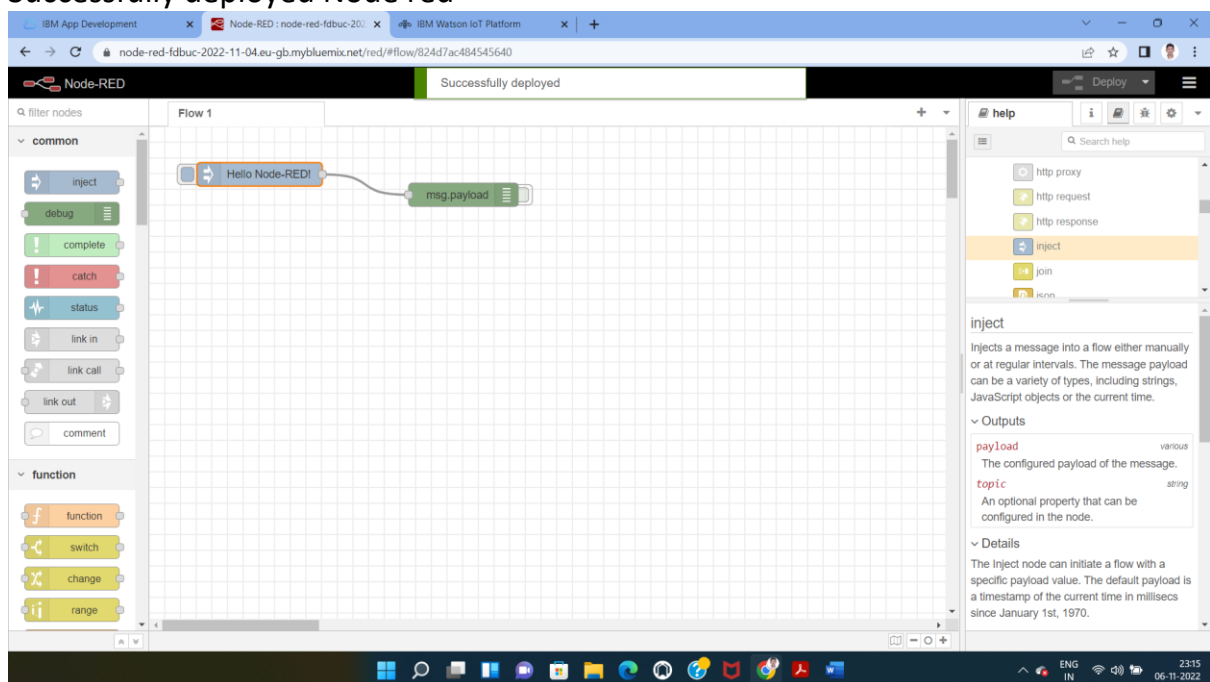 Successfully deployed Node red
IBM App Development
Node-RED : node-red-fdbuc-202
IBM Watson IoT Platform
node-red-fdbuc-2022-11-04.eu-gb.mybluemix.net/red/#flow/824d7ac484545640
Node-RED
Successfully deployed
Deploy
filter nodes
Flow 1
help
i
common
Search help
inject
debug
complete
catch
status
link in
link call
link out
comment
function
function
switch
change
range
Hello Node-RED!
msg.payload
http proxy
http request
http response
inject
join
json
inject
Injects a message into a flow either manually
or at regular intervals. The message payload
can be a variety of types, including strings,
JavaScript objects or the current time.
Outputs
payload various
The configured payload of the message.
topic string
An optional property that can be
configured in the node.
Details
The Inject node can initiate a flow with a
specific payload value. The default payload is
a timestamp of the current time in millisecs
since January 1st, 1970.
ENG
IN
23:15
06-11-2022